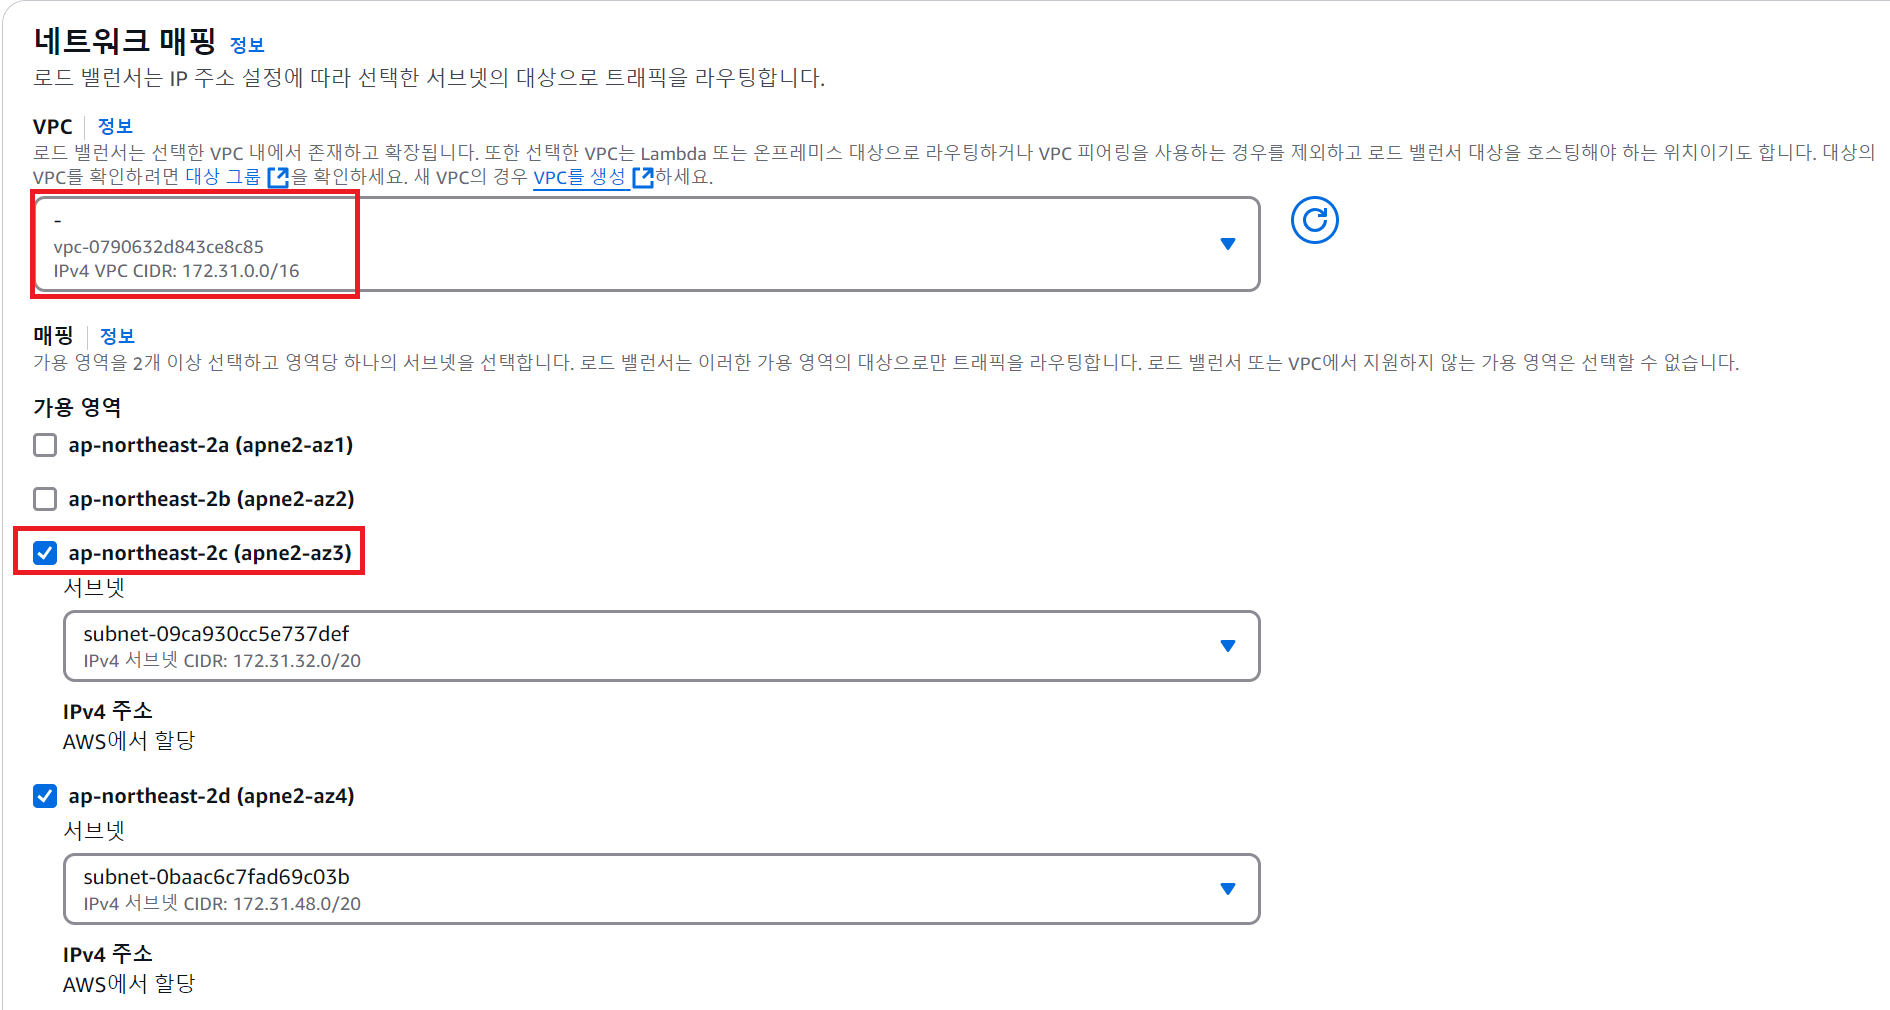 네트워크 매핑 정보
로드 밸런서는 IP 주소 설정에 따라 선택한 서브넷의 대상으로 트래픽을 라우팅합니다.
VPC 정보
로드 밸런서는 선택한 VPC 내에서 존재하고 확장됩니다. 또한 선택한 VPC는 Lambda 또는 온프레미스 대상으로 라우팅하거나 VPC 피어링을 사용하는 경우를 제외하고 로드 밸런서 대상을 호스팅해야 하는 위치이기도 합니다. 대상의
VPC를 확인하려면 대상 그룹을 확인하세요. 새 VPC의 경우 VPC를 생성하세요.
-
vpc-0790632d843ce8c85
IPv4 VPC CIDR: 172.31.0.0/16
매핑 정보
가용 영역을 2개 이상 선택하고 영역당 하나의 서브넷을 선택합니다. 로드 밸런서는 이러한 가용 영역의 대상으로만 트래픽을 라우팅합니다. 로드 밸런서 또는 VPC에서 지원하지 않는 가용 영역은 선택할 수 없습니다.
가용 영역
ap-northeast-2a (apne2-az1)
ap-northeast-2b (apne2-az2)
ap-northeast-2c (apne2-az3)
서브넷
subnet-09ca930cc5e737def
IPv4 서브넷 CIDR: 172.31.32.0/20
IPv4 주소
AWS에서 할당
ap-northeast-2d (apne2-az4)
서브넷
subnet-0baac6c7fad69c03b
IPv4 서브넷 CIDR: 172.31.48.0/20
IPv4 주소
AWS에서 할당